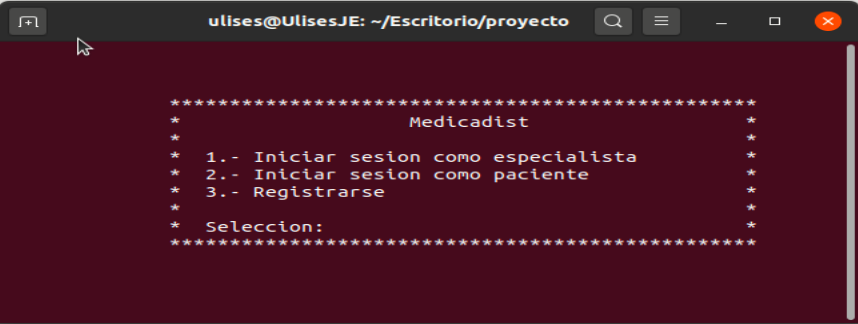 ulises@UlisesJE: ~/Escritorio/proyecto
*************************************************
* Medicadist *
* *
* 1.- Iniciar sesion como especialista *
* 2.- Iniciar sesion como paciente *
* 3.- Registrarse *
* *
* Seleccion: *
*************************************************